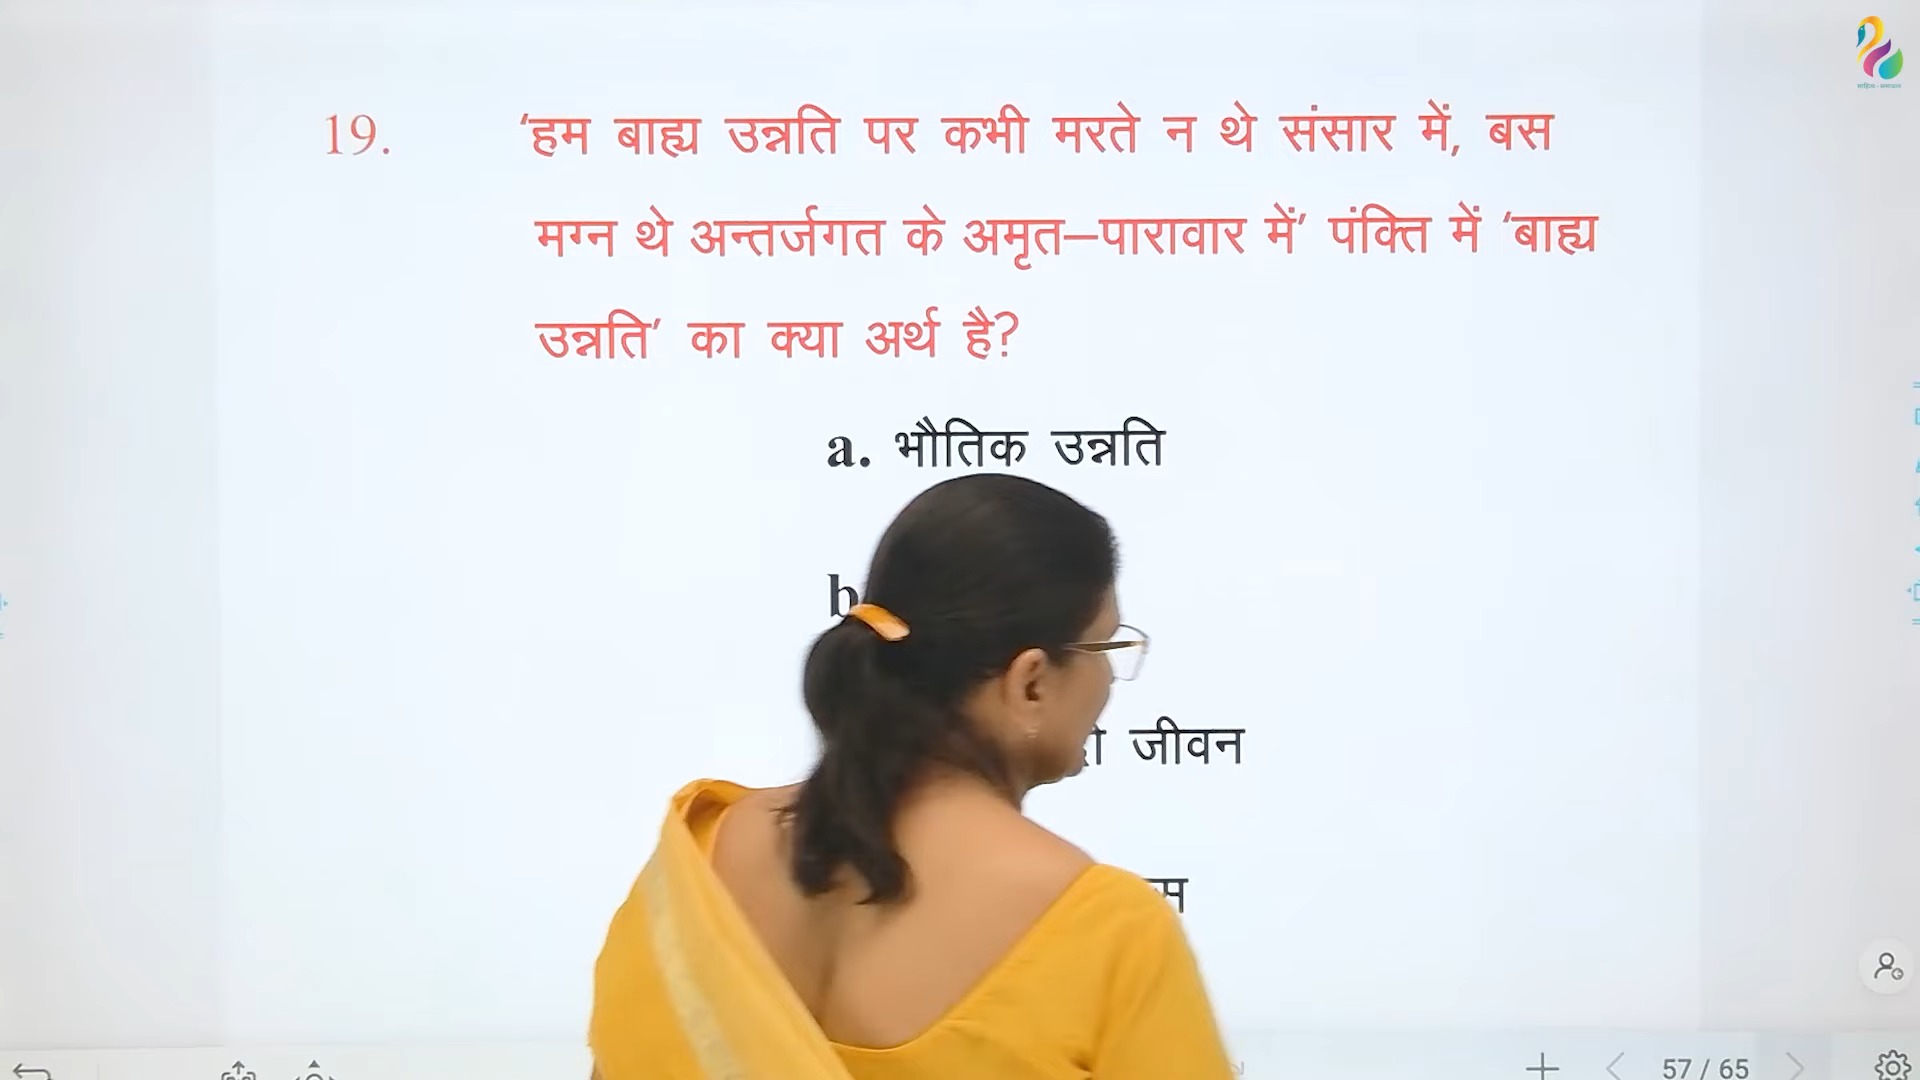 19. ‘हम बाह्य उन्नति पर कभी मरते न थे संसार में, बस
मग्न थे अन्तर्जगत के अमृत–पारावार में’ पंक्ति में ‘बाह्य
उन्नति’ का क्या अर्थ है?
a. भौतिक उन्नति
b
जीवन
57 / 65